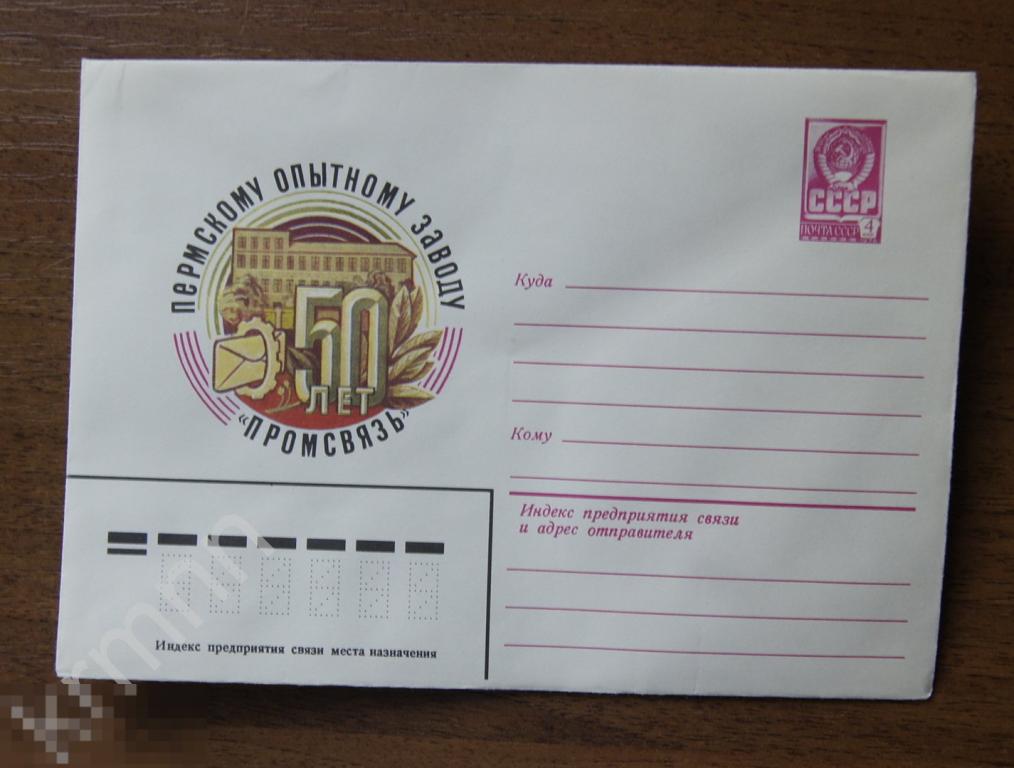 ПЕРМСКОМУ ОПЫТНОМУ ЗАВОДУ
50
ЛЕТ
«ПРОМСВЯЗЬ»
СССР
ПОЧТА СССР 4
Куда
Кому
Индекс предприятия связи
и адрес отправителя
Индекс предприятия связи места назначения